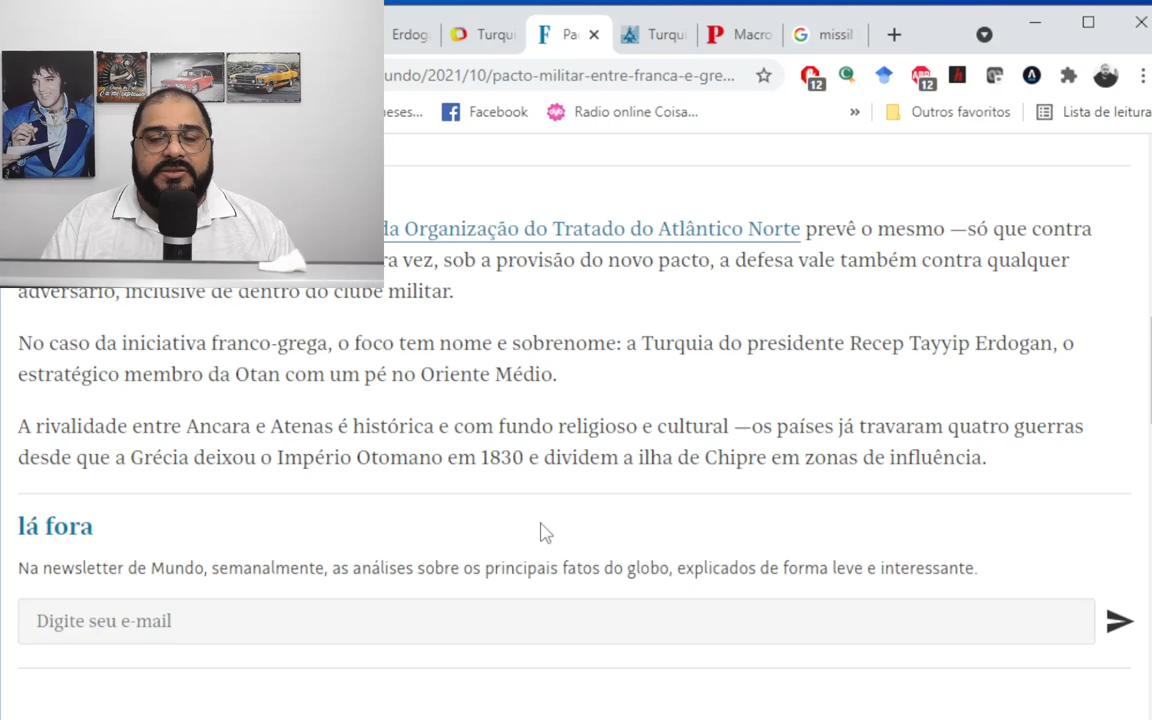 Erdog
Turqui
F
Pa
Turqui
P
Macro
G
missil
undo/2021/10/pacto-militar-entre-franca-e-gre...
12
12
eses...
Facebook
Radio online Coisa...
»
Outros favoritos
Lista de leitura
da Organização do Tratado do Atlântico Norte prevê o mesmo —só que contra
ra vez, sob a provisão do novo pacto, a defesa vale também contra qualquer
adversário, inclusive de dentro do clube militar.
No caso da iniciativa franco-grega, o foco tem nome e sobrenome: a Turquia do presidente Recep Tayyip Erdogan, o
estratégico membro da Otan com um pé no Oriente Médio.
A rivalidade entre Ancara e Atenas é histórica e com fundo religioso e cultural —os países já travaram quatro guerras
desde que a Grécia deixou o Império Otomano em 1830 e dividem a ilha de Chipre em zonas de influência.
lá fora
Na newsletter de Mundo, semanalmente, as análises sobre os principais fatos do globo, explicados de forma leve e interessante.
Digite seu e-mail